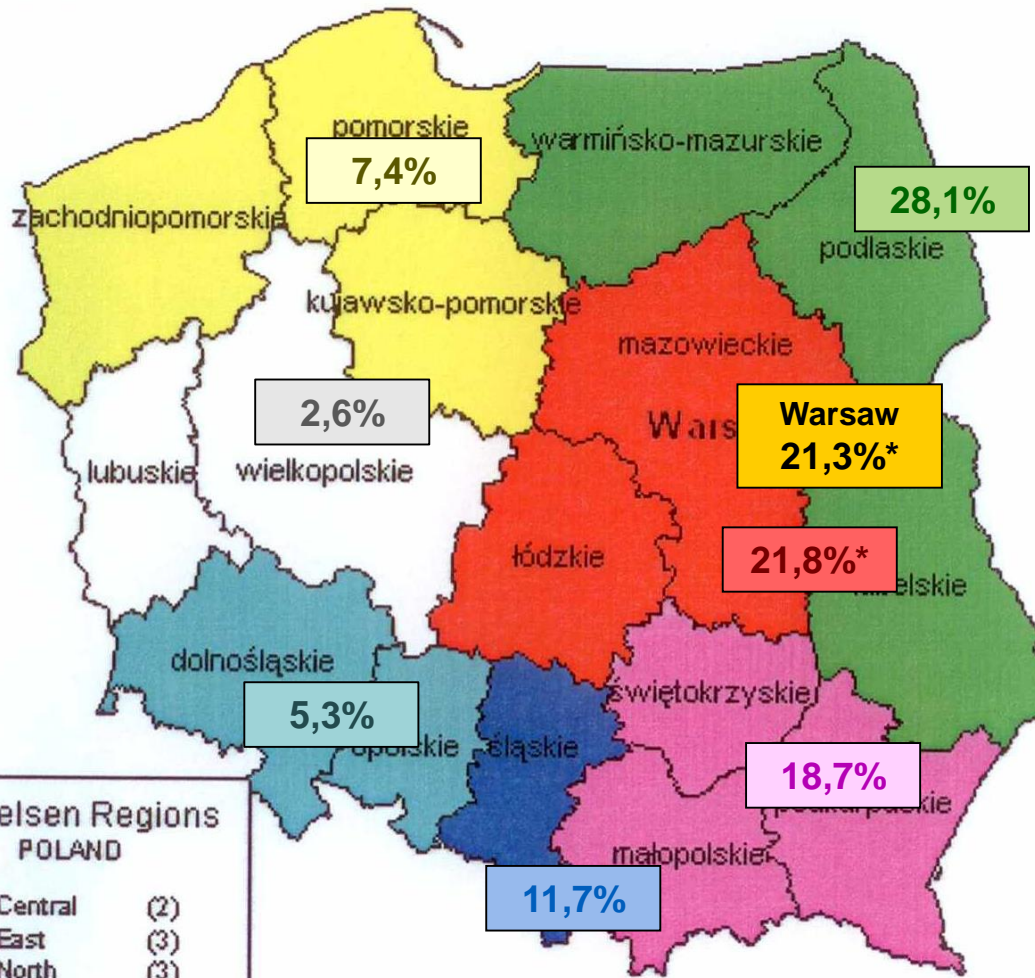 pomorskie
7,4%
warmińsko-mazurskie
28,1%
podlaskie
zachodniopomorskie
kujawsko-pomorskie
mazowieckie
2,6%
Warsaw
21,3%*
lubuskie
wielkopolskie
łódzkie
21,8%*
dolnośląskie
5,3%
śląskie
świętokrzyskie
18,7%
małopolskie
11,7%
Regions
POLAND
Central (2)
East (3)
North (3)